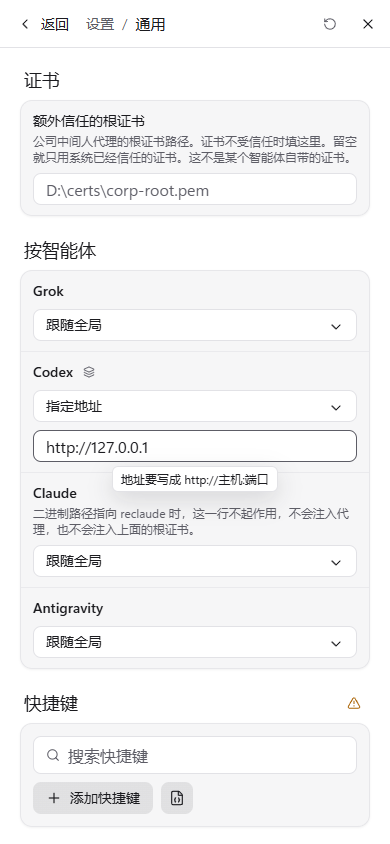 返回 设置 / 通用
证书
额外信任的根证书
公司中间人代理的根证书路径。证书不受信任时填这里。留空
就只用系统已经信任的证书。这不是某个智能体自带的证书。
D:\certs\corp-root.pem
按智能体
Grok
跟随全局
Codex
指定地址
http://127.0.0.1
地址要写成 http://主机:端口
Claude
二进制路径指向 reclaude 时，这一行不起作用，不会注入代
理，也不会注入上面的根证书。
跟随全局
Antigravity
跟随全局
快捷键
搜索快捷键
添加快捷键